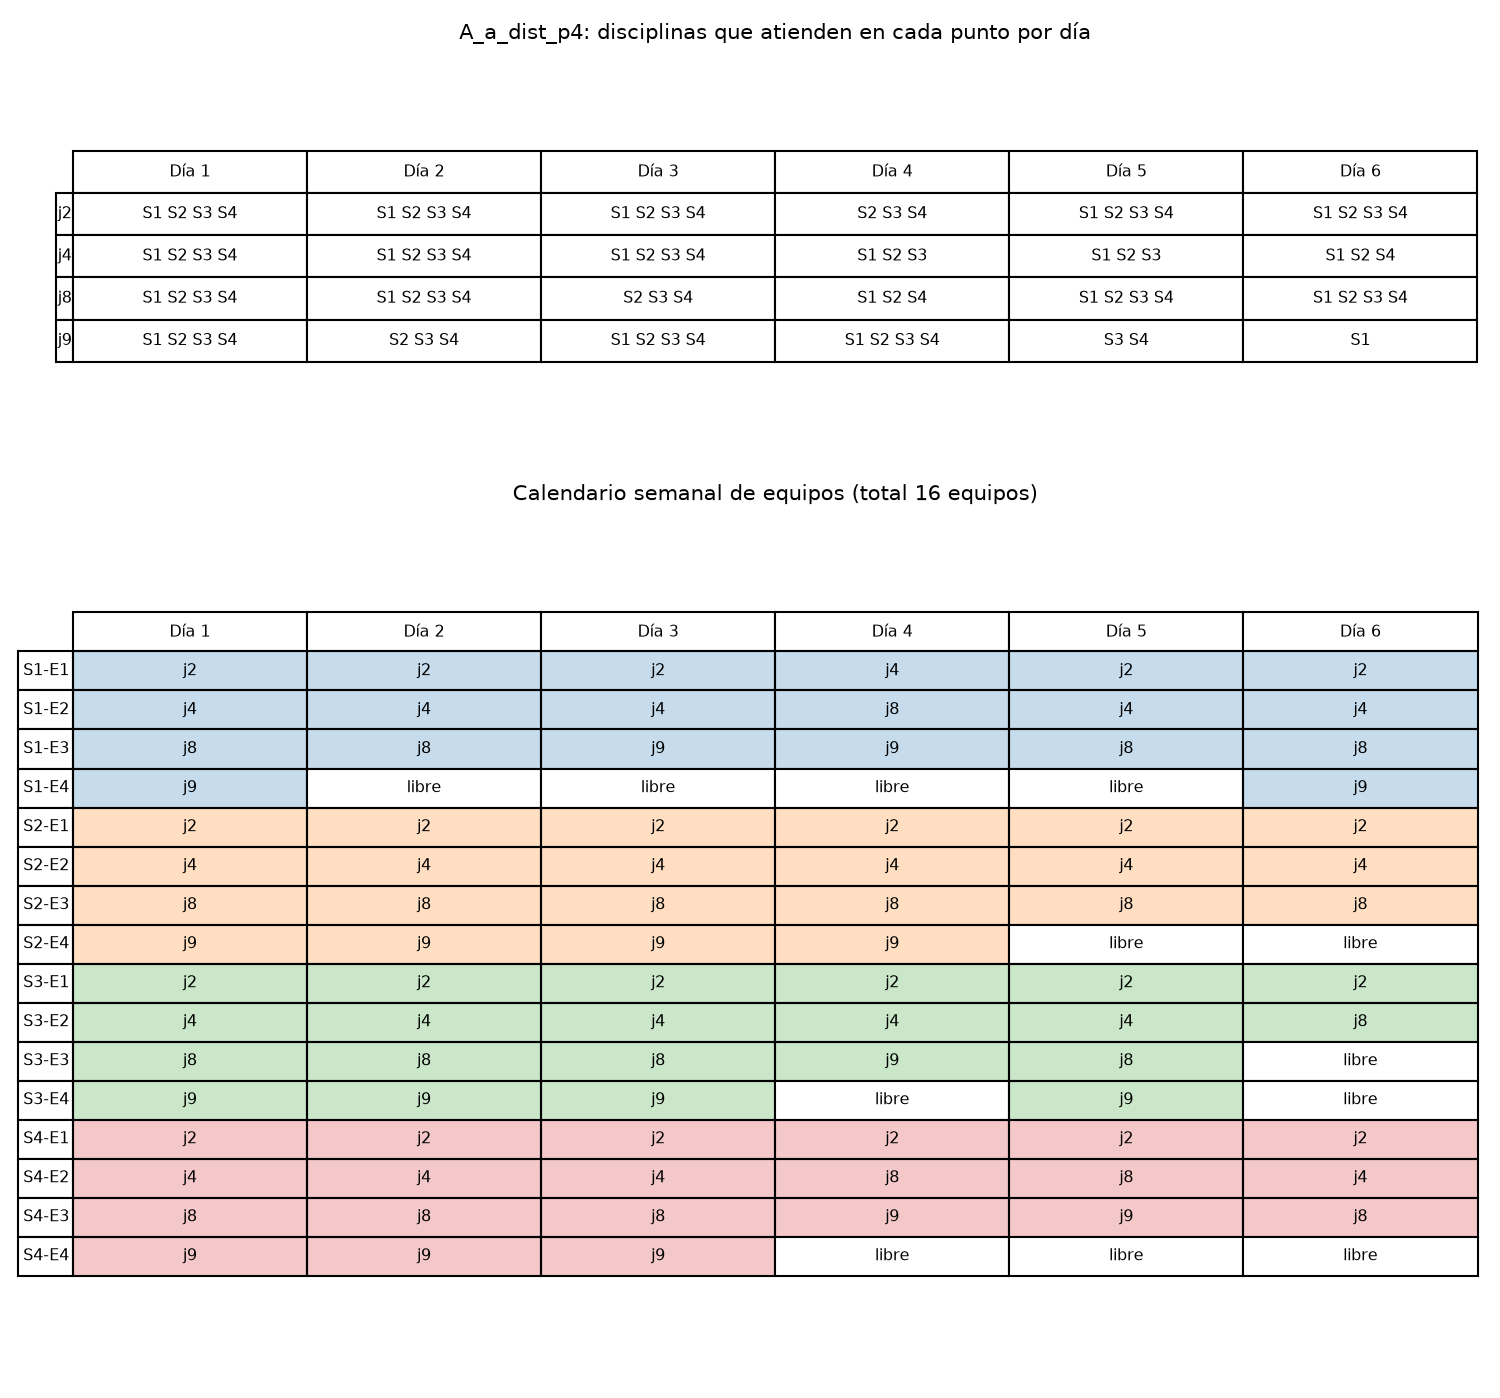 A_a_dist_p4: disciplinas que atienden en cada punto por día
Día 1 Día 2 Día 3 Día 4 Día 5 Día 6
j2 S1 S2 S3 S4 S1 S2 S3 S4 S1 S2 S3 S4 S2 S3 S4 S1 S2 S3 S4 S1 S2 S3 S4
j4 S1 S2 S3 S4 S1 S2 S3 S4 S1 S2 S3 S4 S1 S2 S3 S1 S2 S3 S1 S2 S4
j8 S1 S2 S3 S4 S1 S2 S3 S4 S2 S3 S4 S1 S2 S4 S1 S2 S3 S4 S1 S2 S3 S4
j9 S1 S2 S3 S4 S2 S3 S4 S1 S2 S3 S4 S1 S2 S3 S4 S3 S4 S1
Calendario semanal de equipos (total 16 equipos)
Día 1 Día 2 Día 3 Día 4 Día 5 Día 6
S1-E1 j2 j2 j2 j4 j2 j2
S1-E2 j4 j4 j4 j8 j4 j4
S1-E3 j8 j8 j9 j9 j8 j8
S1-E4 j9 libre libre libre libre j9
S2-E1 j2 j2 j2 j2 j2 j2
S2-E2 j4 j4 j4 j4 j4 j4
S2-E3 j8 j8 j8 j8 j8 j8
S2-E4 j9 j9 j9 j9 libre libre
S3-E1 j2 j2 j2 j2 j2 j2
S3-E2 j4 j4 j4 j4 j4 j8
S3-E3 j8 j8 j8 j9 j8 libre
S3-E4 j9 j9 j9 libre j9 libre
S4-E1 j2 j2 j2 j2 j2 j2
S4-E2 j4 j4 j4 j8 j8 j4
S4-E3 j8 j8 j8 j9 j9 j8
S4-E4 j9 j9 j9 libre libre libre